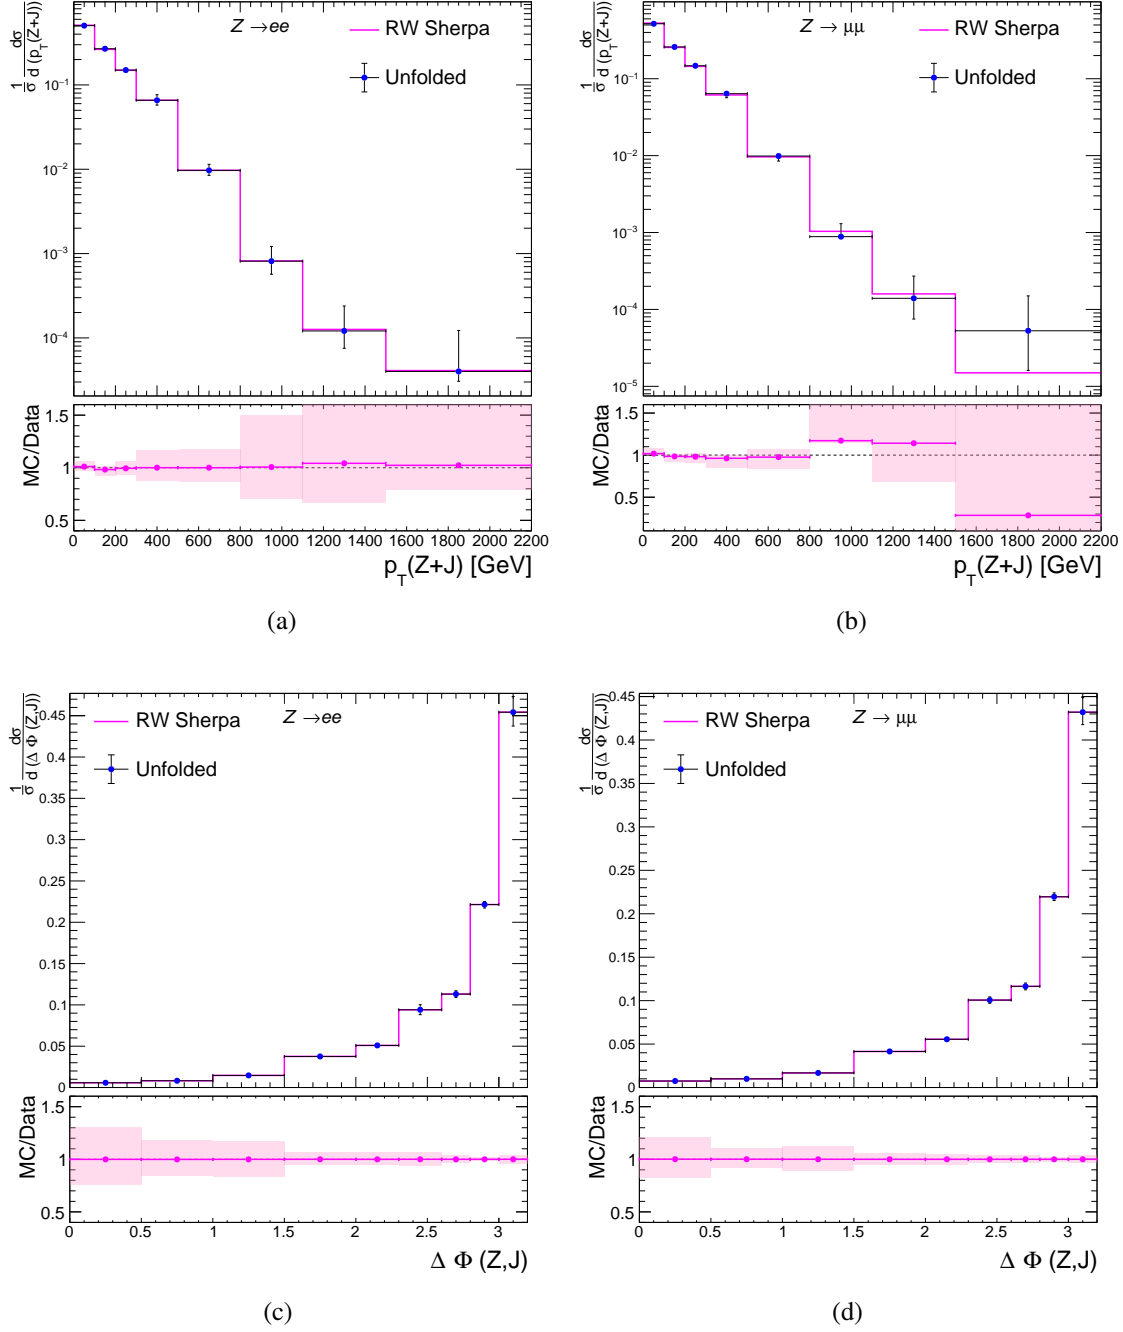 1/σ dσ/d (p_T(Z+J))
Z →ee
RW Sherpa
Unfolded
10⁻¹
10⁻²
10⁻³
10⁻⁴
MC/Data
1.5
1
0.5
200 400 600 800 1000 1200 1400 1600 1800 2000 2200
p_T(Z+J) [GeV]
(a)
1/σ dσ/d (p_T(Z+J))
Z → μμ
RW Sherpa
Unfolded
10⁻¹
10⁻²
10⁻³
10⁻⁴
10⁻⁵
MC/Data
1.5
1
0.5
0 200 400 600 800 1000 1200 1400 1600 1800 2000 2200
p_T(Z+J) [GeV]
(b)
1/σ dσ/d (Δ Φ (Z,J))
RW Sherpa
Z →ee
Unfolded
0.45
0.4
0.35
0.3
0.25
0.2
0.15
0.1
0.05
0
MC/Data
1.5
1
0.5
0 0.5 1 1.5 2 2.5 3
Δ Φ (Z,J)
(c)
1/σ dσ/d (Δ Φ (Z,J))
RW Sherpa
Z → μμ
Unfolded
0.45
0.4
0.35
0.3
0.25
0.2
0.15
0.1
0.05
0
MC/Data
1.5
1
0.5
0 0.5 1 1.5 2 2.5 3
Δ Φ (Z,J)
(d)